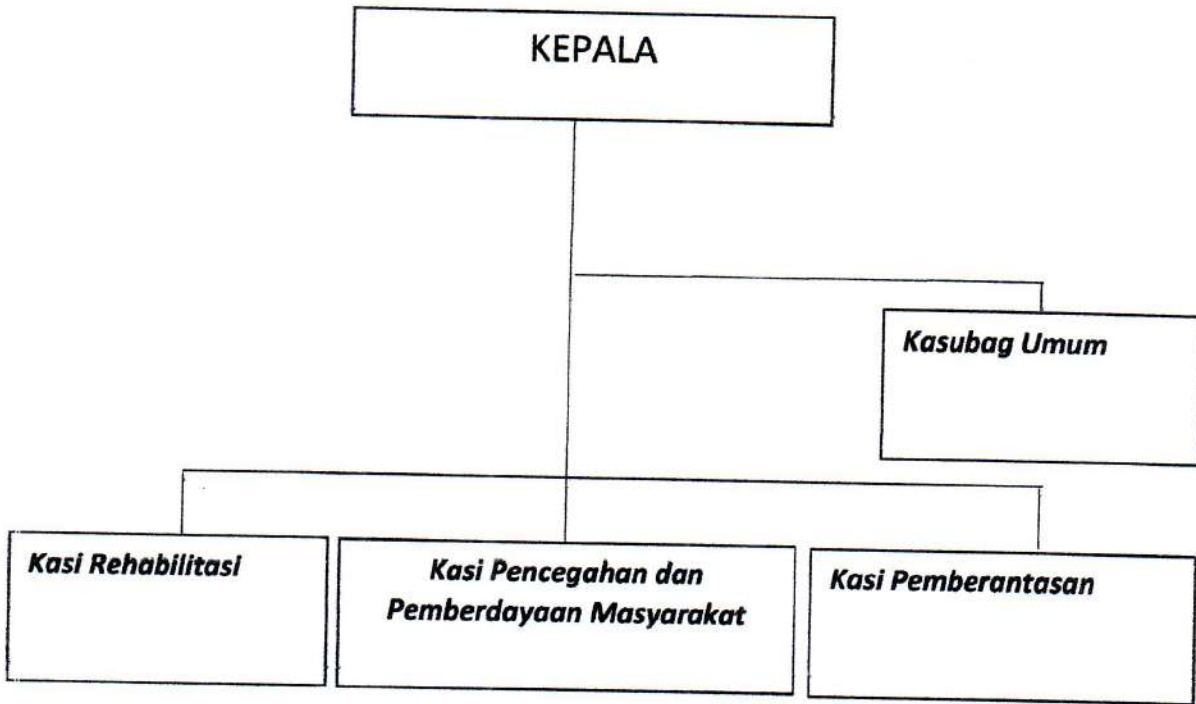 KEPALA
Kasubag Umum
Kasi Rehabilitasi
Kasi Pencegahan dan
Pemberdayaan Masyarakat
Kasi Pemberantasan